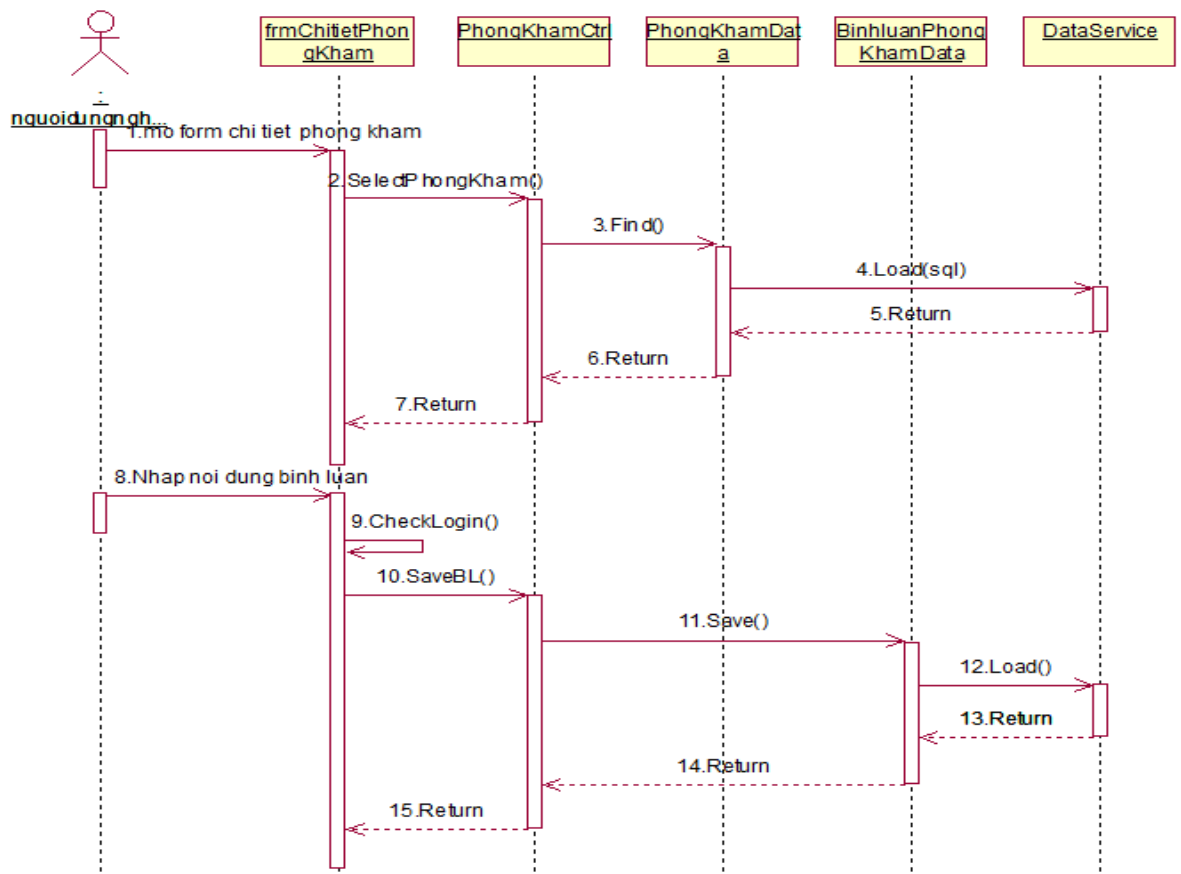 frmChitietPhon
gKham
PhongKhamCtrl
PhongKhamDat
a
BinhluanPhong
KhamData
DataService
:
nguoidungngh...
1.mo form chi tiet phong kham
2.SelectPhongKham()
3.Find()
4.Load(sql)
5.Return
6.Return
7.Return
8.Nhap noi dung binh luan
9.CheckLogin()
10.SaveBL()
11.Save()
12.Load()
13.Return
14.Return
15.Return